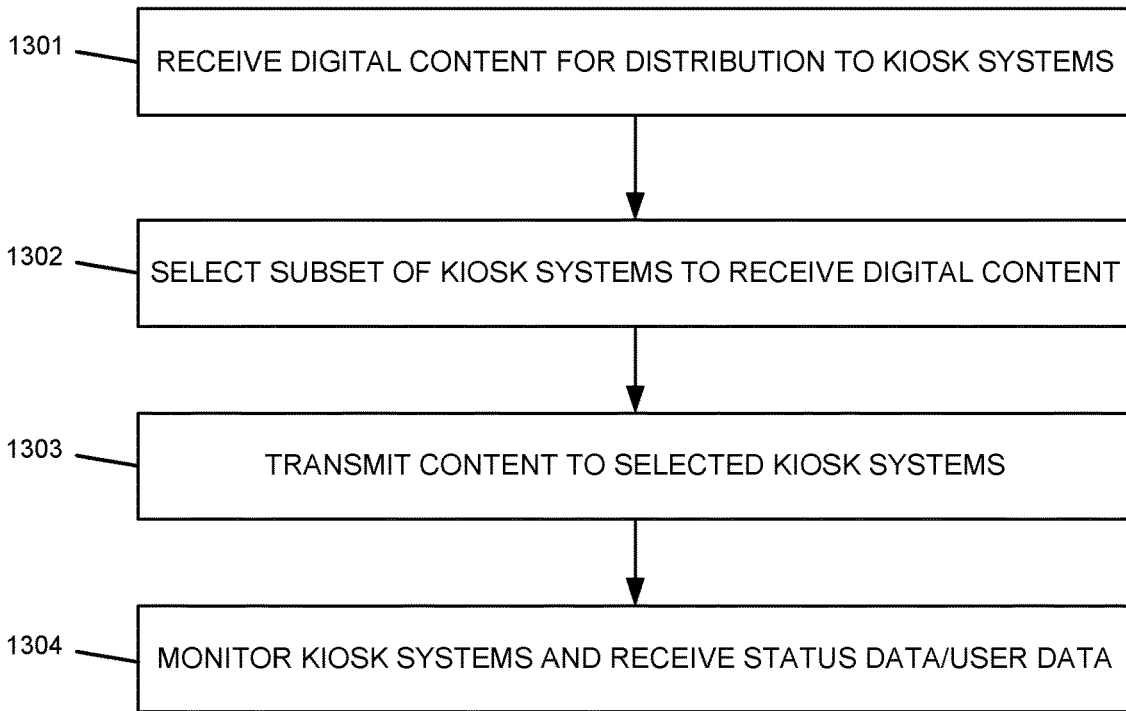 1301
RECEIVE DIGITAL CONTENT FOR DISTRIBUTION TO KIOSK SYSTEMS
1302
SELECT SUBSET OF KIOSK SYSTEMS TO RECEIVE DIGITAL CONTENT
1303
TRANSMIT CONTENT TO SELECTED KIOSK SYSTEMS
1304
MONITOR KIOSK SYSTEMS AND RECEIVE STATUS DATA/USER DATA